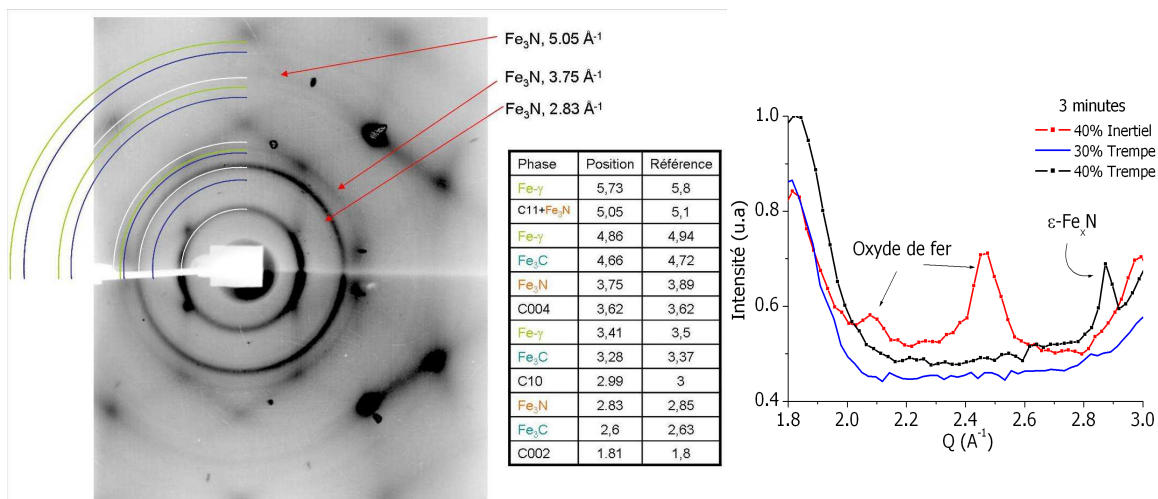 Fe₃N, 5.05 Å⁻¹
Fe₃N, 3.75 Å⁻¹
Fe₃N, 2.83 Å⁻¹
Phase Position Référence
Fe-γ 5,73 5,8
C11+Fe₃N 5,05 5,1
Fe-γ 4,86 4,94
Fe₃C 4,66 4,72
Fe₃N 3,75 3,89
C004 3,62 3,62
Fe-γ 3,41 3,5
Fe₃C 3,28 3,37
C10 2.99 3
Fe₃N 2.83 2,85
Fe₃C 2,6 2,63
C002 1.81 1,8
3 minutes
40% Inertiel
30% Trempe
40% Trempe
ε-FeₓN
Oxyde de fer
Intensité (u.a)
1.0
0.8
0.6
0.4
1.8 2.0 2.2 2.4 2.6 2.8 3.0
Q (A⁻¹)